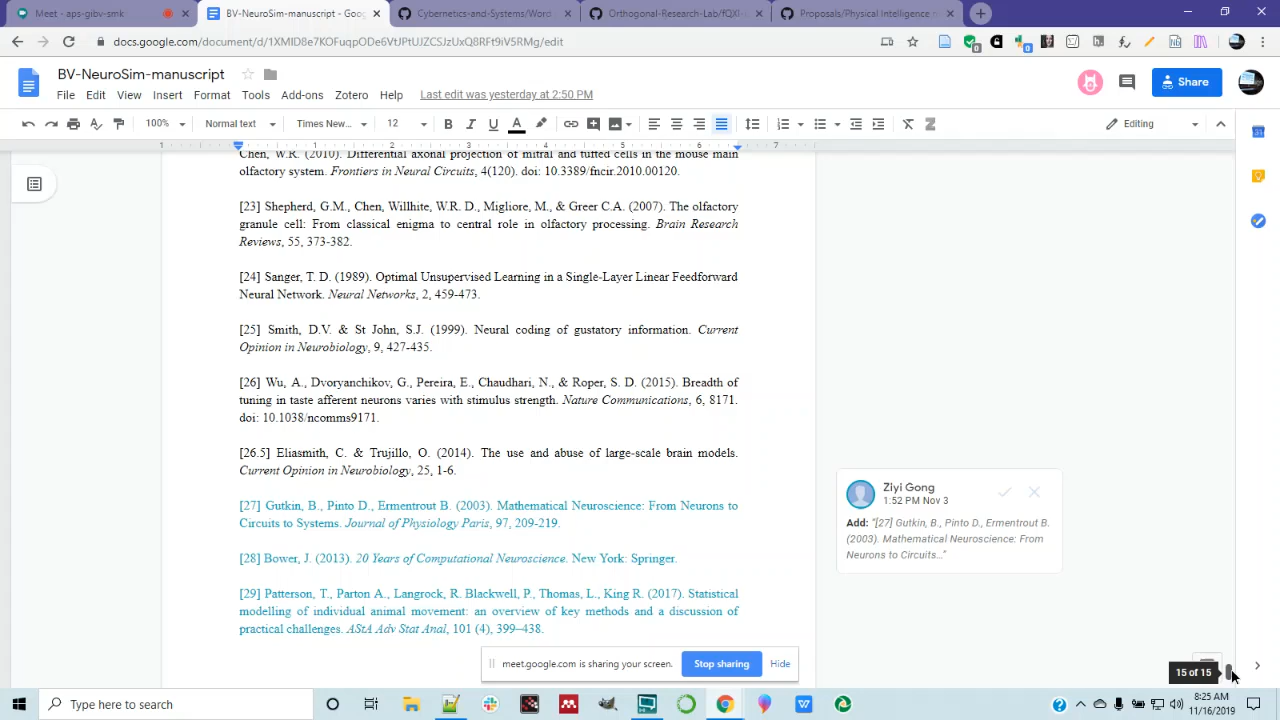 Meet - aps-gibv-smk
BV-NeuroSim-manuscript - Goo
Cybernetics-and-Systems/Word
Orthogonal-Research-Lab/fQXI-
Proposals/Physical Intelligence n
docs.google.com/document/d/1XMID8e7KOFuqpODe6VtJPtUJZCSJzUxQ8RFt9iV5RMg/edit
BV-NeuroSim-manuscript
File Edit View Insert Format Tools Add-ons Zotero Help Last edit was yesterday at 2:50 PM
Share
100% Normal text Times New... 12 B I U A Editing
1 1 2 3 4 5 6 7
Chen, W.R. (2010). Differential axonal projection of mitral and tufted cells in the mouse main
olfactory system. Frontiers in Neural Circuits, 4(120). doi: 10.3389/fncir.2010.00120.
[23] Shepherd, G.M., Chen, Willhite, W.R. D., Migliore, M., & Greer C.A. (2007). The olfactory
granule cell: From classical enigma to central role in olfactory processing. Brain Research
Reviews, 55, 373-382.
[24] Sanger, T. D. (1989). Optimal Unsupervised Learning in a Single-Layer Linear Feedforward
Neural Network. Neural Networks, 2, 459-473.
[25] Smith, D.V. & St John, S.J. (1999). Neural coding of gustatory information. Current
Opinion in Neurobiology, 9, 427-435.
[26] Wu, A., Dvoryanchikov, G., Pereira, E., Chaudhari, N., & Roper, S. D. (2015). Breadth of
tuning in taste afferent neurons varies with stimulus strength. Nature Communications, 6, 8171.
doi: 10.1038/ncomms9171.
[26.5] Eliasmith, C. & Trujillo, O. (2014). The use and abuse of large-scale brain models.
Current Opinion in Neurobiology, 25, 1-6.
[27] Gutkin, B., Pinto D., Ermentrout B. (2003). Mathematical Neuroscience: From Neurons to
Circuits to Systems. Journal of Physiology Paris, 97, 209-219.
[28] Bower, J. (2013). 20 Years of Computational Neuroscience. New York: Springer.
[29] Patterson, T., Parton A., Langrock, R. Blackwell, P., Thomas, L., King R. (2017). Statistical
modelling of individual animal movement: an overview of key methods and a discussion of
practical challenges. AStA Adv Stat Anal, 101 (4), 399–438.
Ziyi Gong
1:52 PM Nov 3
Add: "[27] Gutkin, B., Pinto D., Ermentrout B.
(2003). Mathematical Neuroscience: From
Neurons to Circuits..."
meet.google.com is sharing your screen. Stop sharing Hide
15 of 15
Type here to search
8:25 AM
11/16/2019